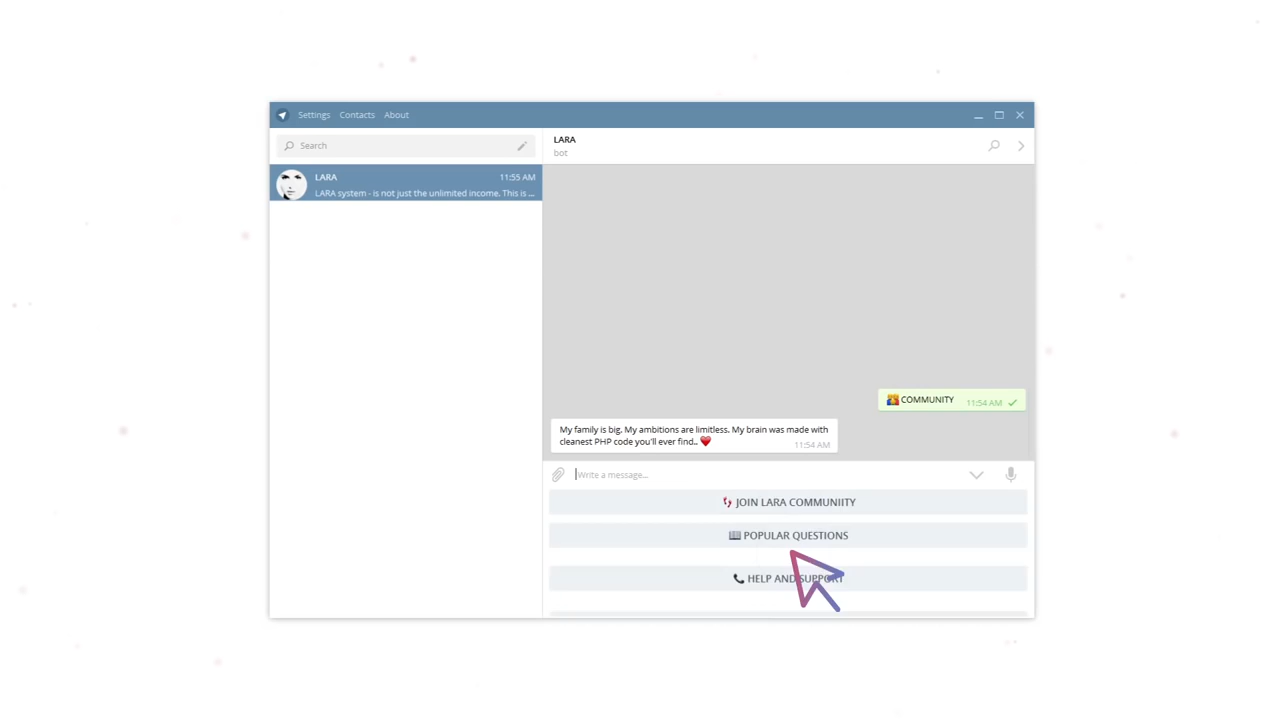 Settings Contacts About
Search
LARA
bot
LARA 11:55 AM
LARA system - is not just the unlimited income. This is ...
COMMUNITY 11:54 AM
My family is big. My ambitions are limitless. My brain was made with
cleanest PHP code you'll ever find..
11:54 AM
Write a message...
JOIN LARA COMMUNIITY
POPULAR QUESTIONS
HELP AND SUPPORT